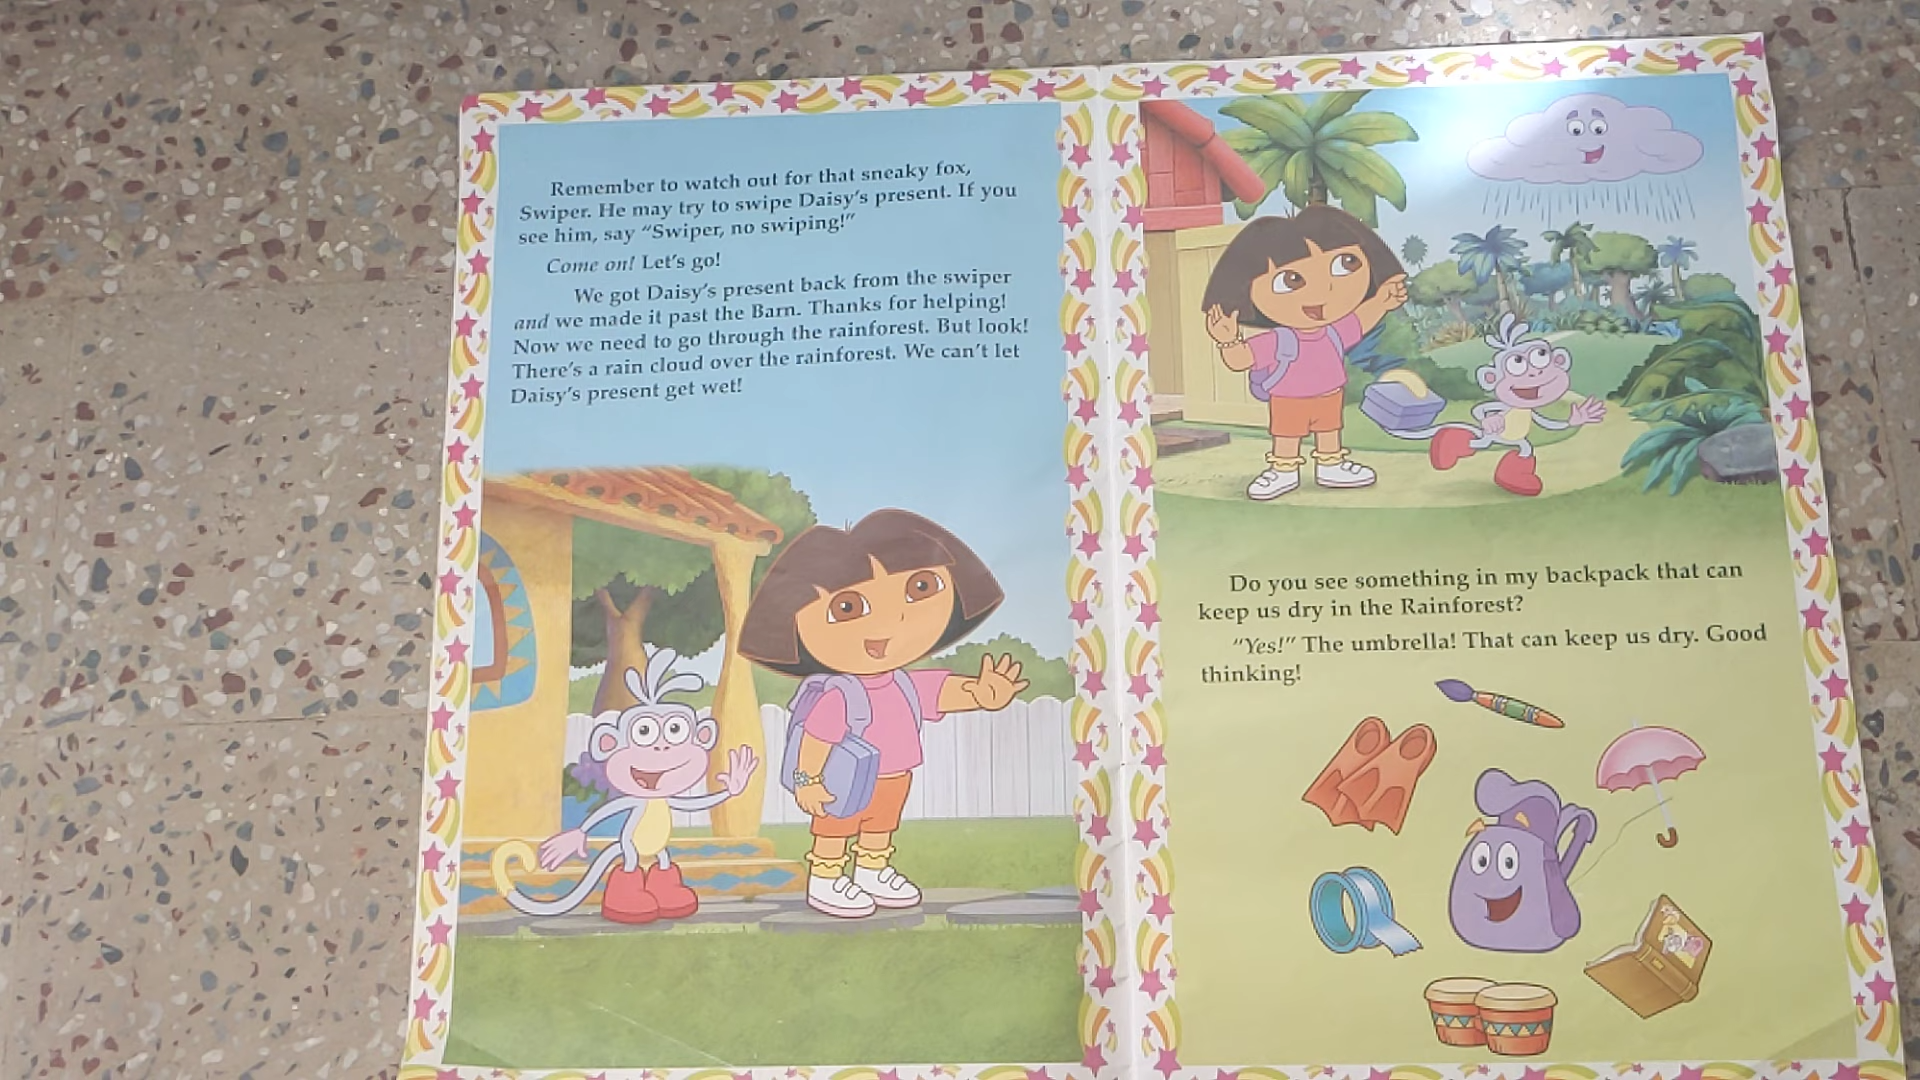 Remember to watch out for that sneaky fox,
Swiper. He may try to swipe Daisy's present. If you
see him, say "Swiper, no swiping!"
Come on! Let's go!
We got Daisy's present back from the swiper
and we made it past the Barn. Thanks for helping!
Now we need to go through the rainforest. But look!
There's a rain cloud over the rainforest. We can't let
Daisy's present get wet!
Do you see something in my backpack that can
keep us dry in the Rainforest?
"Yes!" The umbrella! That can keep us dry. Good
thinking!